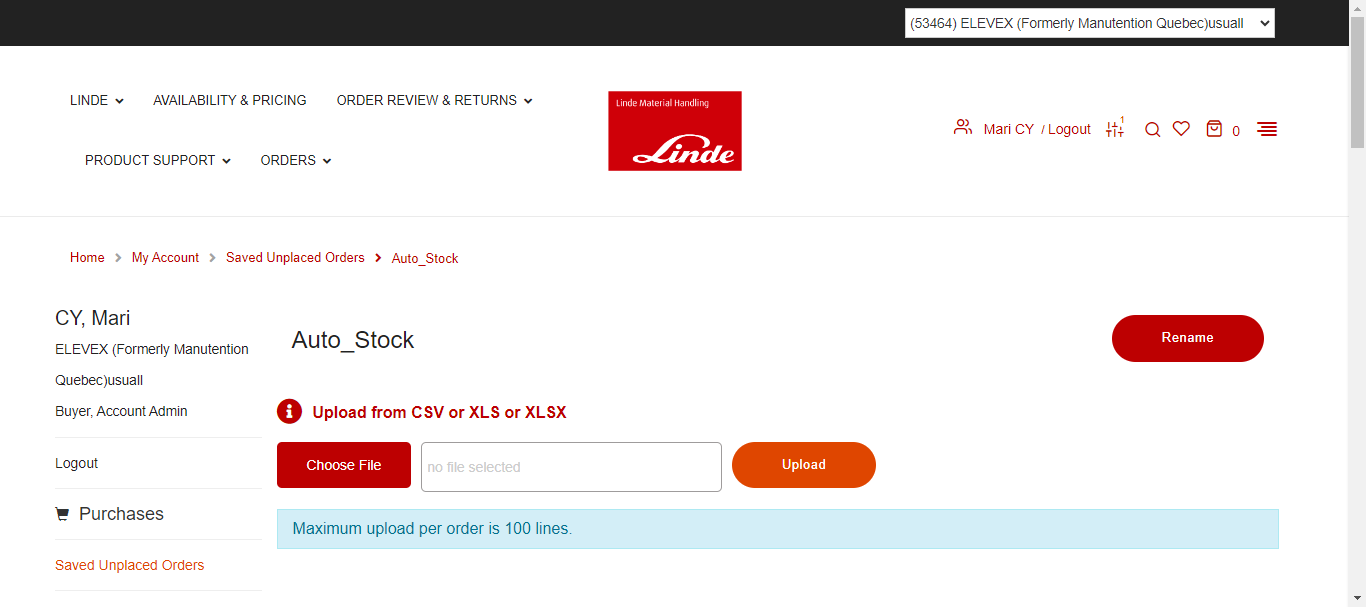 (53464) ELEVEX (Formerly Manutention Quebec)usuall
LINDE
AVAILABILITY & PRICING
ORDER REVIEW & RETURNS
PRODUCT SUPPORT
ORDERS
Linde Material Handling
Linde
Mari CY / Logout
1
0
Home
My Account
Saved Unplaced Orders
Auto_Stock
CY, Mari
ELEVEX (Formerly Manutention
Quebec)usuall
Buyer, Account Admin
Logout
Purchases
Saved Unplaced Orders
Auto_Stock
Rename
Upload from CSV or XLS or XLSX
Choose File
no file selected
Upload
Maximum upload per order is 100 lines.